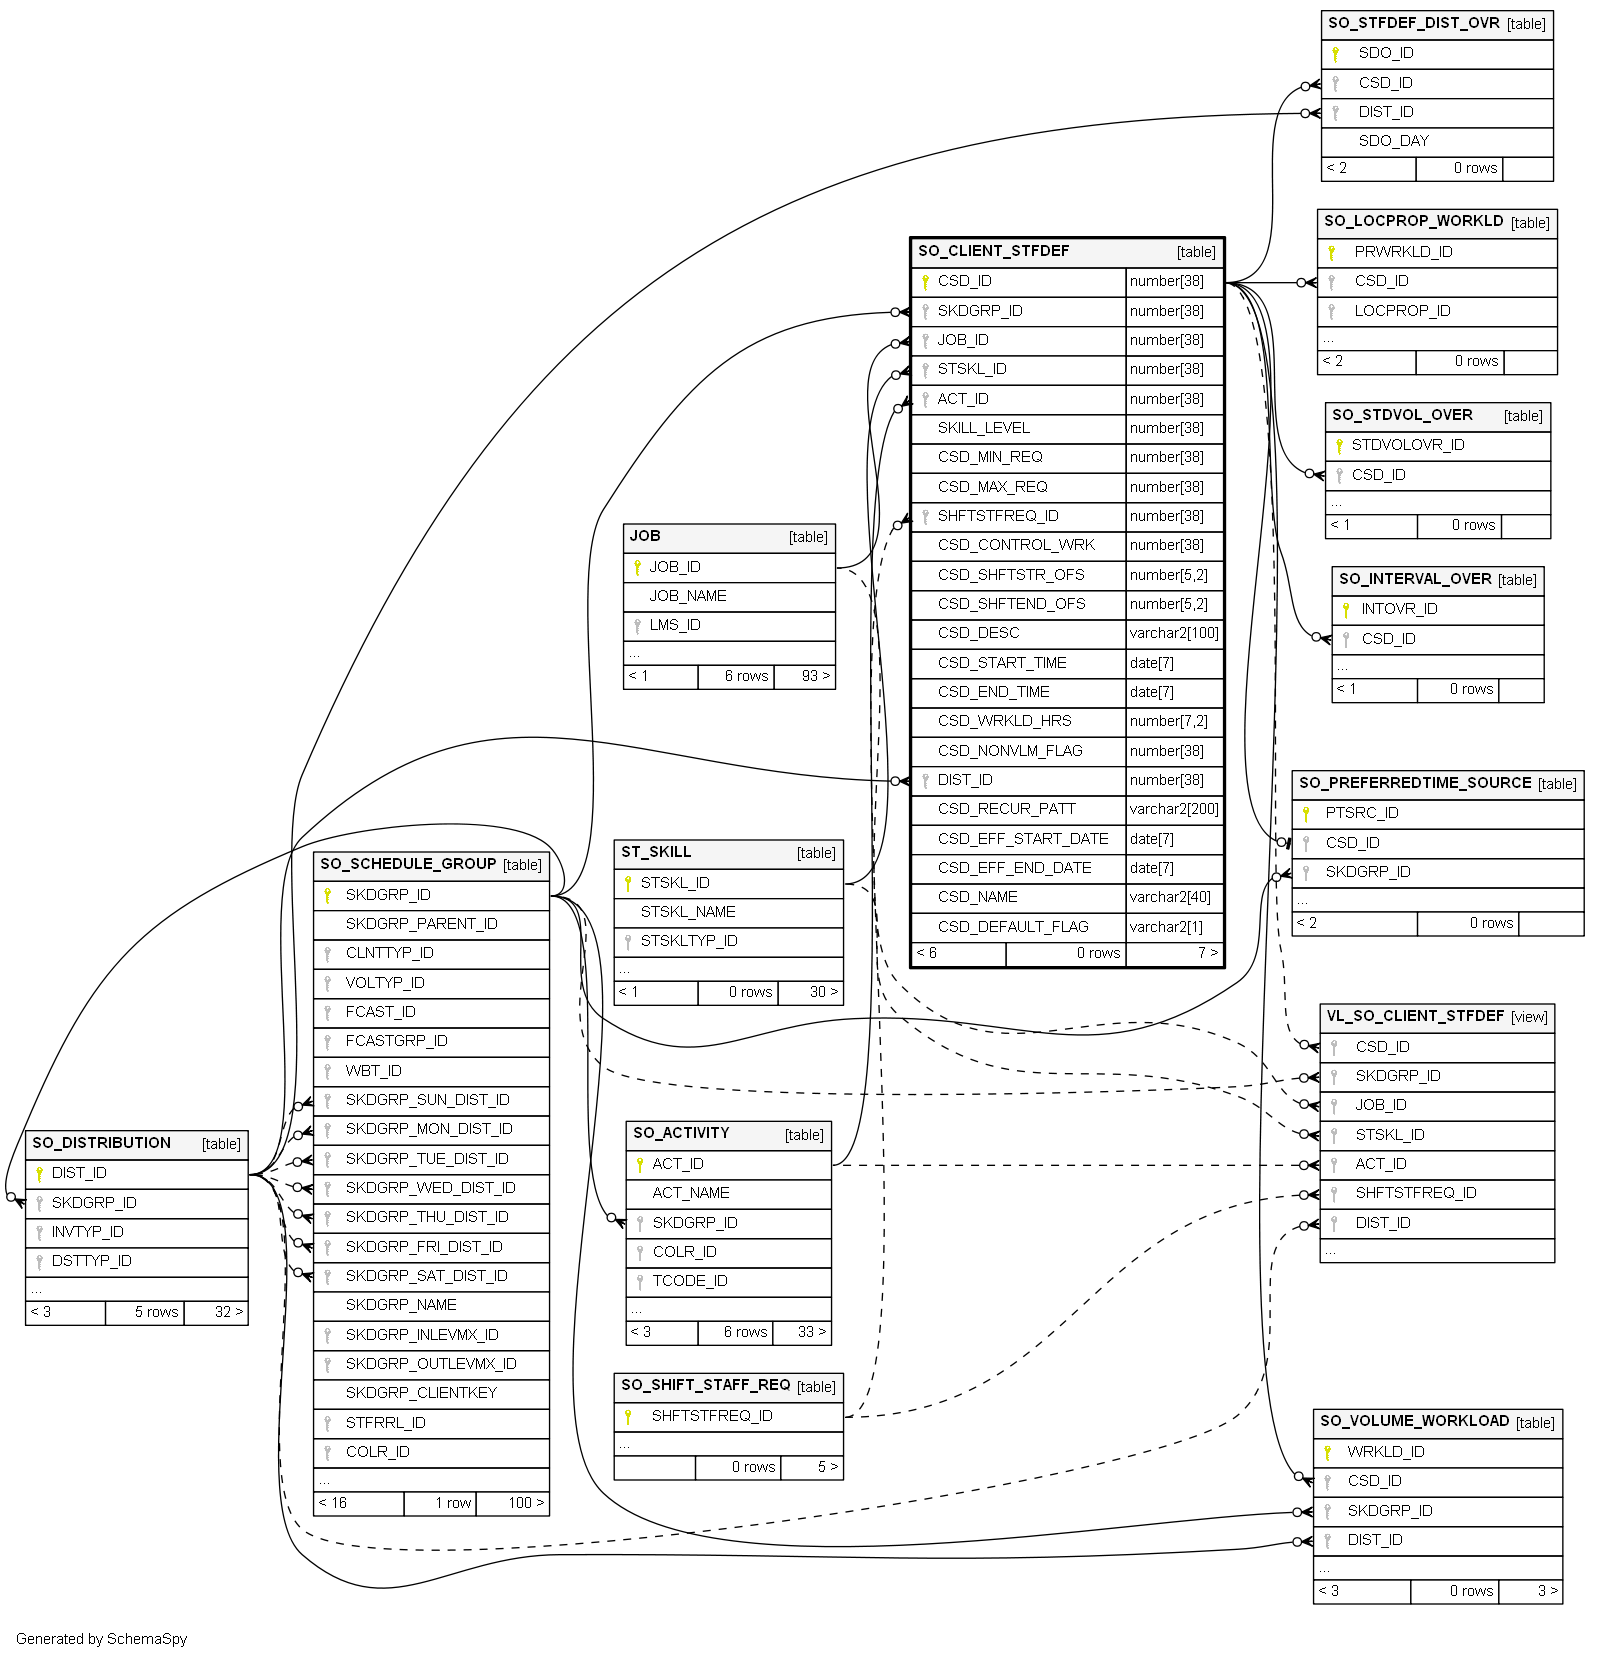 SO_STFDEF_DIST_OVR [table]
SDO_ID
CSD_ID
DIST_ID
SDO_DAY
< 2 0 rows
SO_LOCPROP_WORKLD [table]
PRWRKLD_ID
CSD_ID
LOCPROP_ID
...
< 2 0 rows
SO_CLIENT_STFDEF [table]
CSD_ID number[38]
SKDGRP_ID number[38]
JOB_ID number[38]
STSKL_ID number[38]
ACT_ID number[38]
SKILL_LEVEL number[38]
CSD_MIN_REQ number[38]
CSD_MAX_REQ number[38]
SHFTSTFREQ_ID number[38]
CSD_CONTROL_WRK number[38]
CSD_SHFTSTR_OFS number[5,2]
CSD_SHFTEND_OFS number[5,2]
CSD_DESC varchar2[100]
CSD_START_TIME date[7]
CSD_END_TIME date[7]
CSD_WRKLD_HRS number[7,2]
CSD_NONVLM_FLAG number[38]
DIST_ID number[38]
CSD_RECUR_PATT varchar2[200]
CSD_EFF_START_DATE date[7]
CSD_EFF_END_DATE date[7]
CSD_NAME varchar2[40]
CSD_DEFAULT_FLAG varchar2[1]
< 6 0 rows 7 >
SO_STDVOL_OVER [table]
STDVOLOVR_ID
CSD_ID
...
< 1 0 rows
JOB [table]
JOB_ID
JOB_NAME
LMS_ID
...
< 1 6 rows 93 >
SO_INTERVAL_OVER [table]
INTOVR_ID
CSD_ID
...
< 1 0 rows
SO_PREFERREDTIME_SOURCE [table]
PTSRC_ID
CSD_ID
SKDGRP_ID
...
< 2 0 rows
ST_SKILL [table]
STSKL_ID
STSKL_NAME
STSKLTYP_ID
...
< 1 0 rows 30 >
SO_SCHEDULE_GROUP [table]
SKDGRP_ID
SKDGRP_PARENT_ID
CLNTTYP_ID
VOLTYP_ID
FCAST_ID
FCASTGRP_ID
WBT_ID
SKDGRP_SUN_DIST_ID
SKDGRP_MON_DIST_ID
SKDGRP_TUE_DIST_ID
SKDGRP_WED_DIST_ID
SKDGRP_THU_DIST_ID
SKDGRP_FRI_DIST_ID
SKDGRP_SAT_DIST_ID
SKDGRP_NAME
SKDGRP_INLEVMX_ID
SKDGRP_OUTLEVMX_ID
SKDGRP_CLIENTKEY
STFRRL_ID
COLR_ID
...
< 16 1 row 100 >
VL_SO_CLIENT_STFDEF [view]
CSD_ID
SKDGRP_ID
JOB_ID
STSKL_ID
ACT_ID
SHFTSTFREQ_ID
DIST_ID
...
SO_DISTRIBUTION [table]
DIST_ID
SKDGRP_ID
INVTYP_ID
DSTTYP_ID
...
< 3 5 rows 32 >
SO_ACTIVITY [table]
ACT_ID
ACT_NAME
SKDGRP_ID
COLR_ID
TCODE_ID
...
< 3 6 rows 33 >
SO_SHIFT_STAFF_REQ [table]
SHFTSTFREQ_ID
...
0 rows 5 >
SO_VOLUME_WORKLOAD [table]
WRKLD_ID
CSD_ID
SKDGRP_ID
DIST_ID
...
< 3 0 rows 3 >
Generated by SchemaSpy